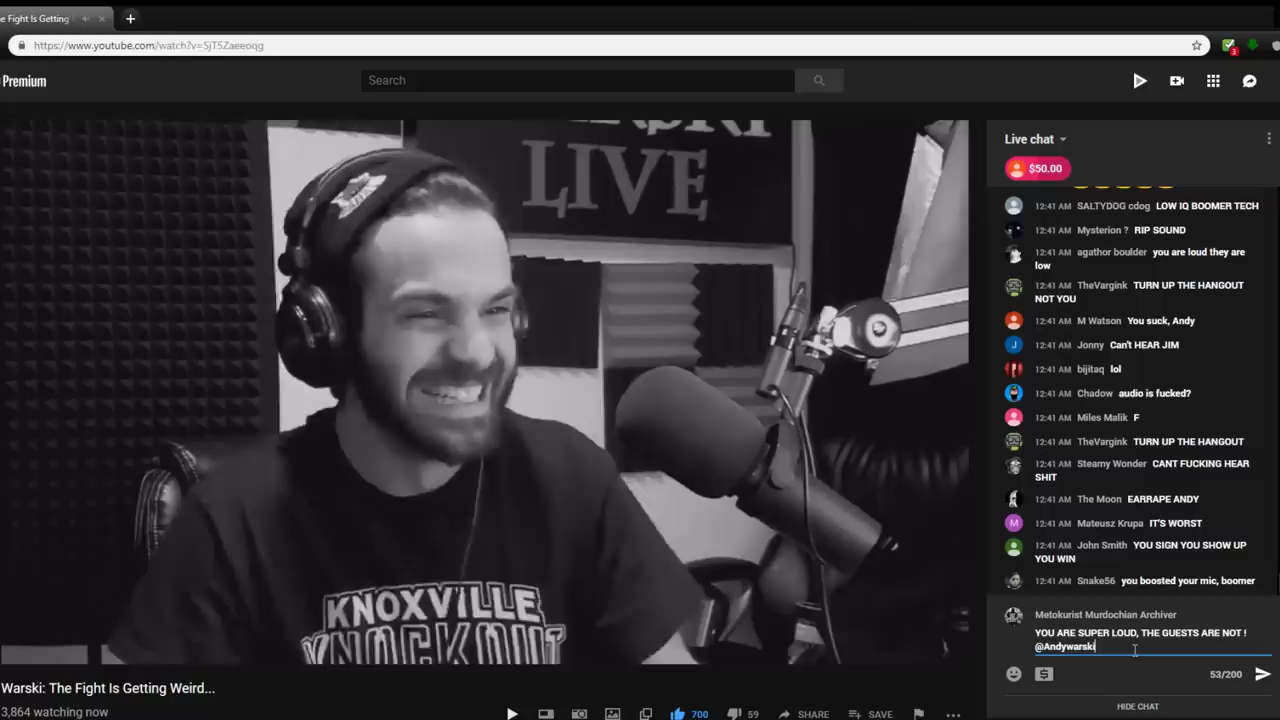 e Fight Is Getting
https://www.youtube.com/watch?v=SjT5Zaeeoqg
3
Premium
Search
LIVE
KNOXVILLE
KNOCKOUT
Warski: The Fight Is Getting Weird...
3,864 watching now
700
59
SHARE
SAVE
Live chat
$50.00
12:41 AM SALTYDOG cdog LOW IQ BOOMER TECH
12:41 AM Mysterion ? RIP SOUND
12:41 AM agathor boulder you are loud they are
low
12:41 AM TheVargink TURN UP THE HANGOUT
NOT YOU
12:41 AM M Watson You suck, Andy
J
12:41 AM Jonny Can't HEAR JIM
12:41 AM bijitaq lol
12:41 AM Chadow audio is fucked?
12:41 AM Miles Malik F
12:41 AM TheVargink TURN UP THE HANGOUT
12:41 AM Steamy Wonder CANT FUCKING HEAR
SHIT
12:41 AM The Moon EARRAPE ANDY
M
12:41 AM Mateusz Krupa IT'S WORST
12:41 AM John Smith YOU SIGN YOU SHOW UP
YOU WIN
12:41 AM Snake56 you boosted your mic, boomer
Metokurist Murdochian Archiver
YOU ARE SUPER LOUD, THE GUESTS ARE NOT !
@Andywarski
53/200
HIDE CHAT